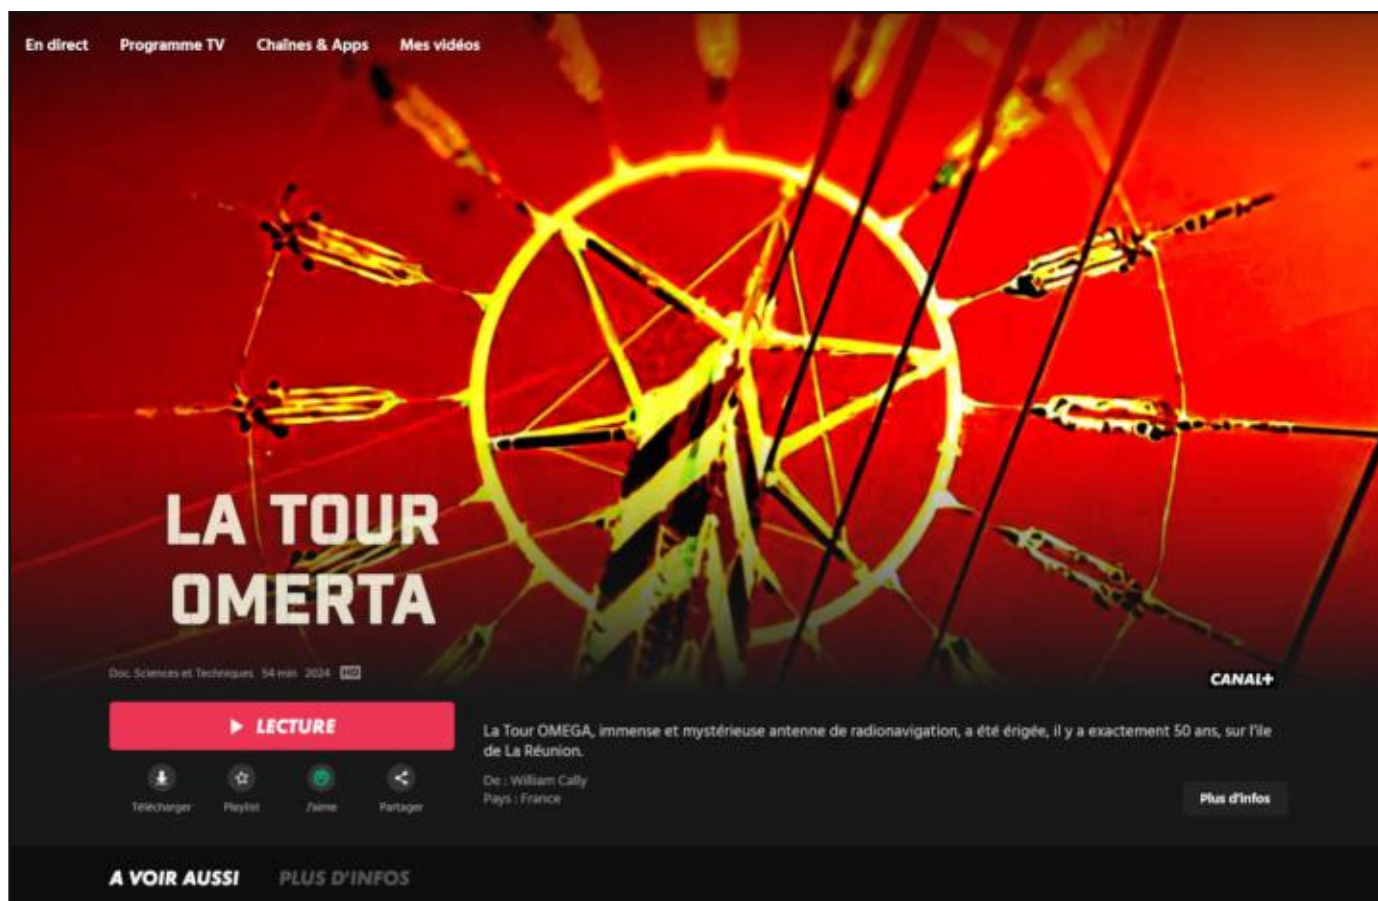 En direct Programme TV Chaînes & Apps Mes vidéos
LA TOUR
OMERTA
Doc. Sciences et Techniques 54 min 2024 HD
CANAL+
LECTURE
La Tour OMEGA, immense et mystérieuse antenne de radionavigation, a été érigée, il y a exactement 50 ans, sur l'île
de La Réunion.
De : William Cally
Pays : France
Télécharger Playlist J'aime Partager
Plus d'infos
A VOIR AUSSI PLUS D'INFOS